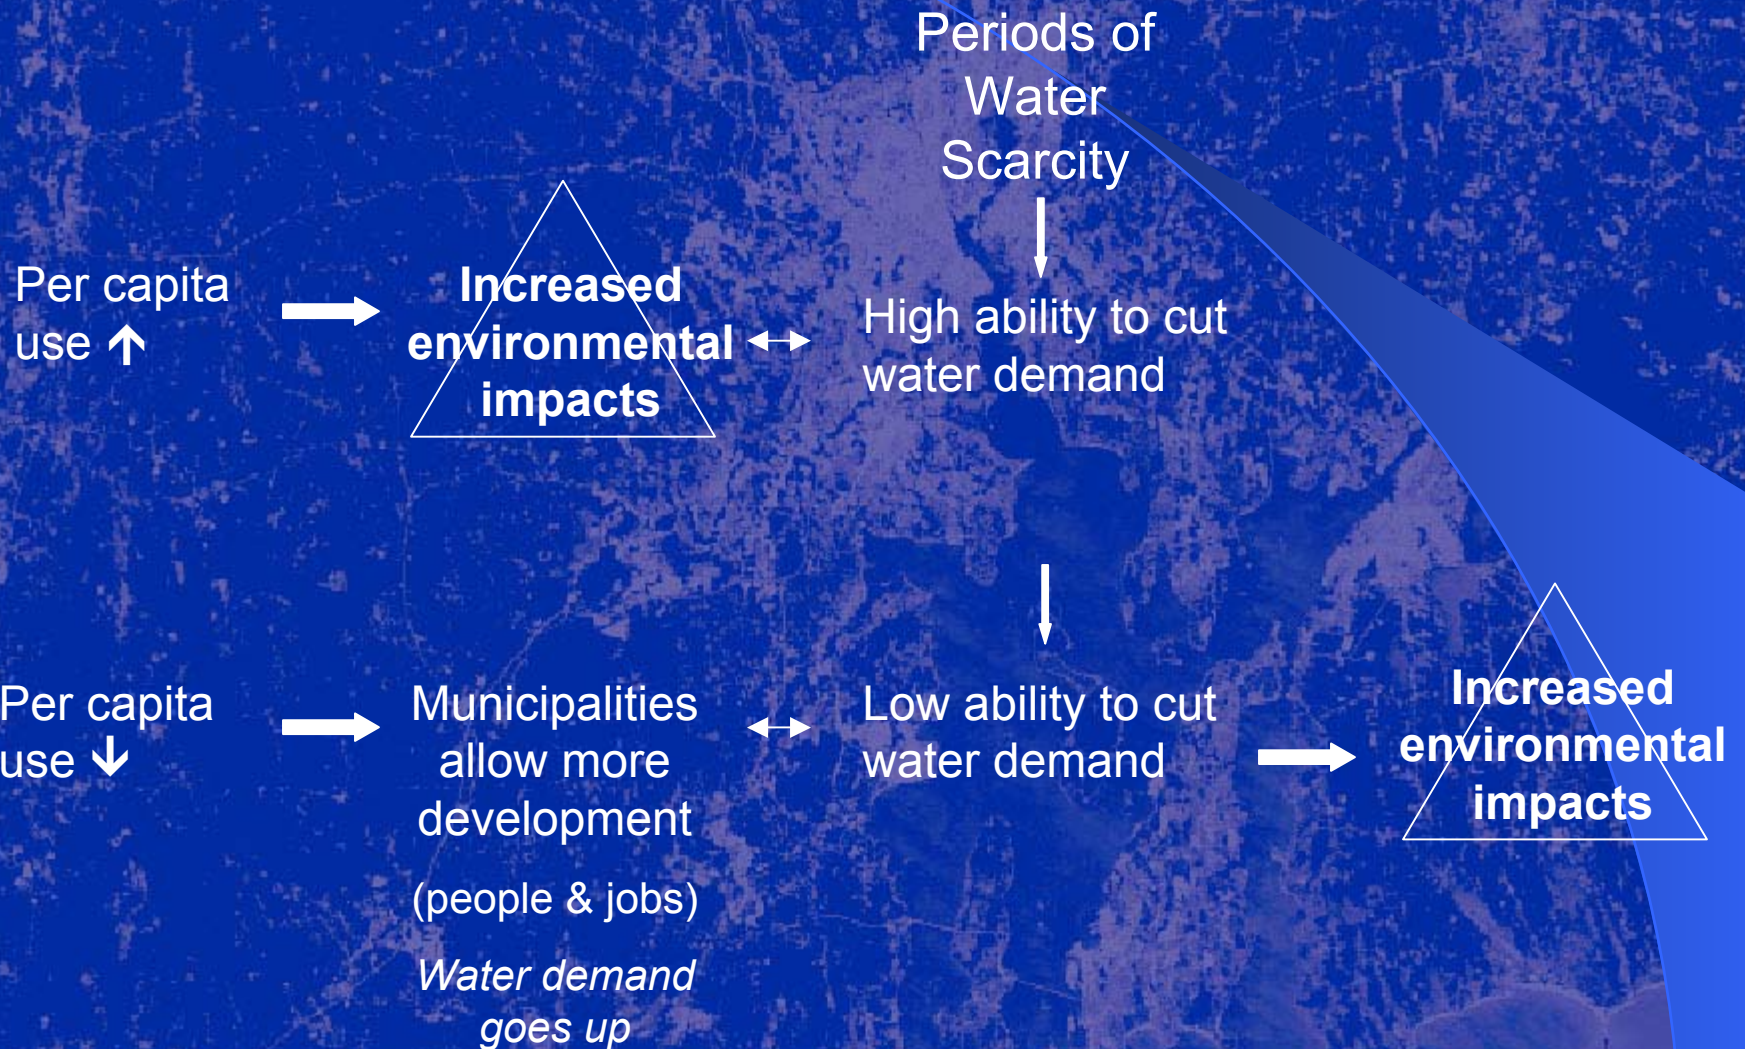 Periods of
Water
Scarcity
Per capita
use ↑
Increased
environmental
impacts
High ability to cut
water demand
Per capita
use ↓
Municipalities
allow more
development
(people & jobs)
Water demand
goes up
Low ability to cut
water demand
Increased
environmental
impacts